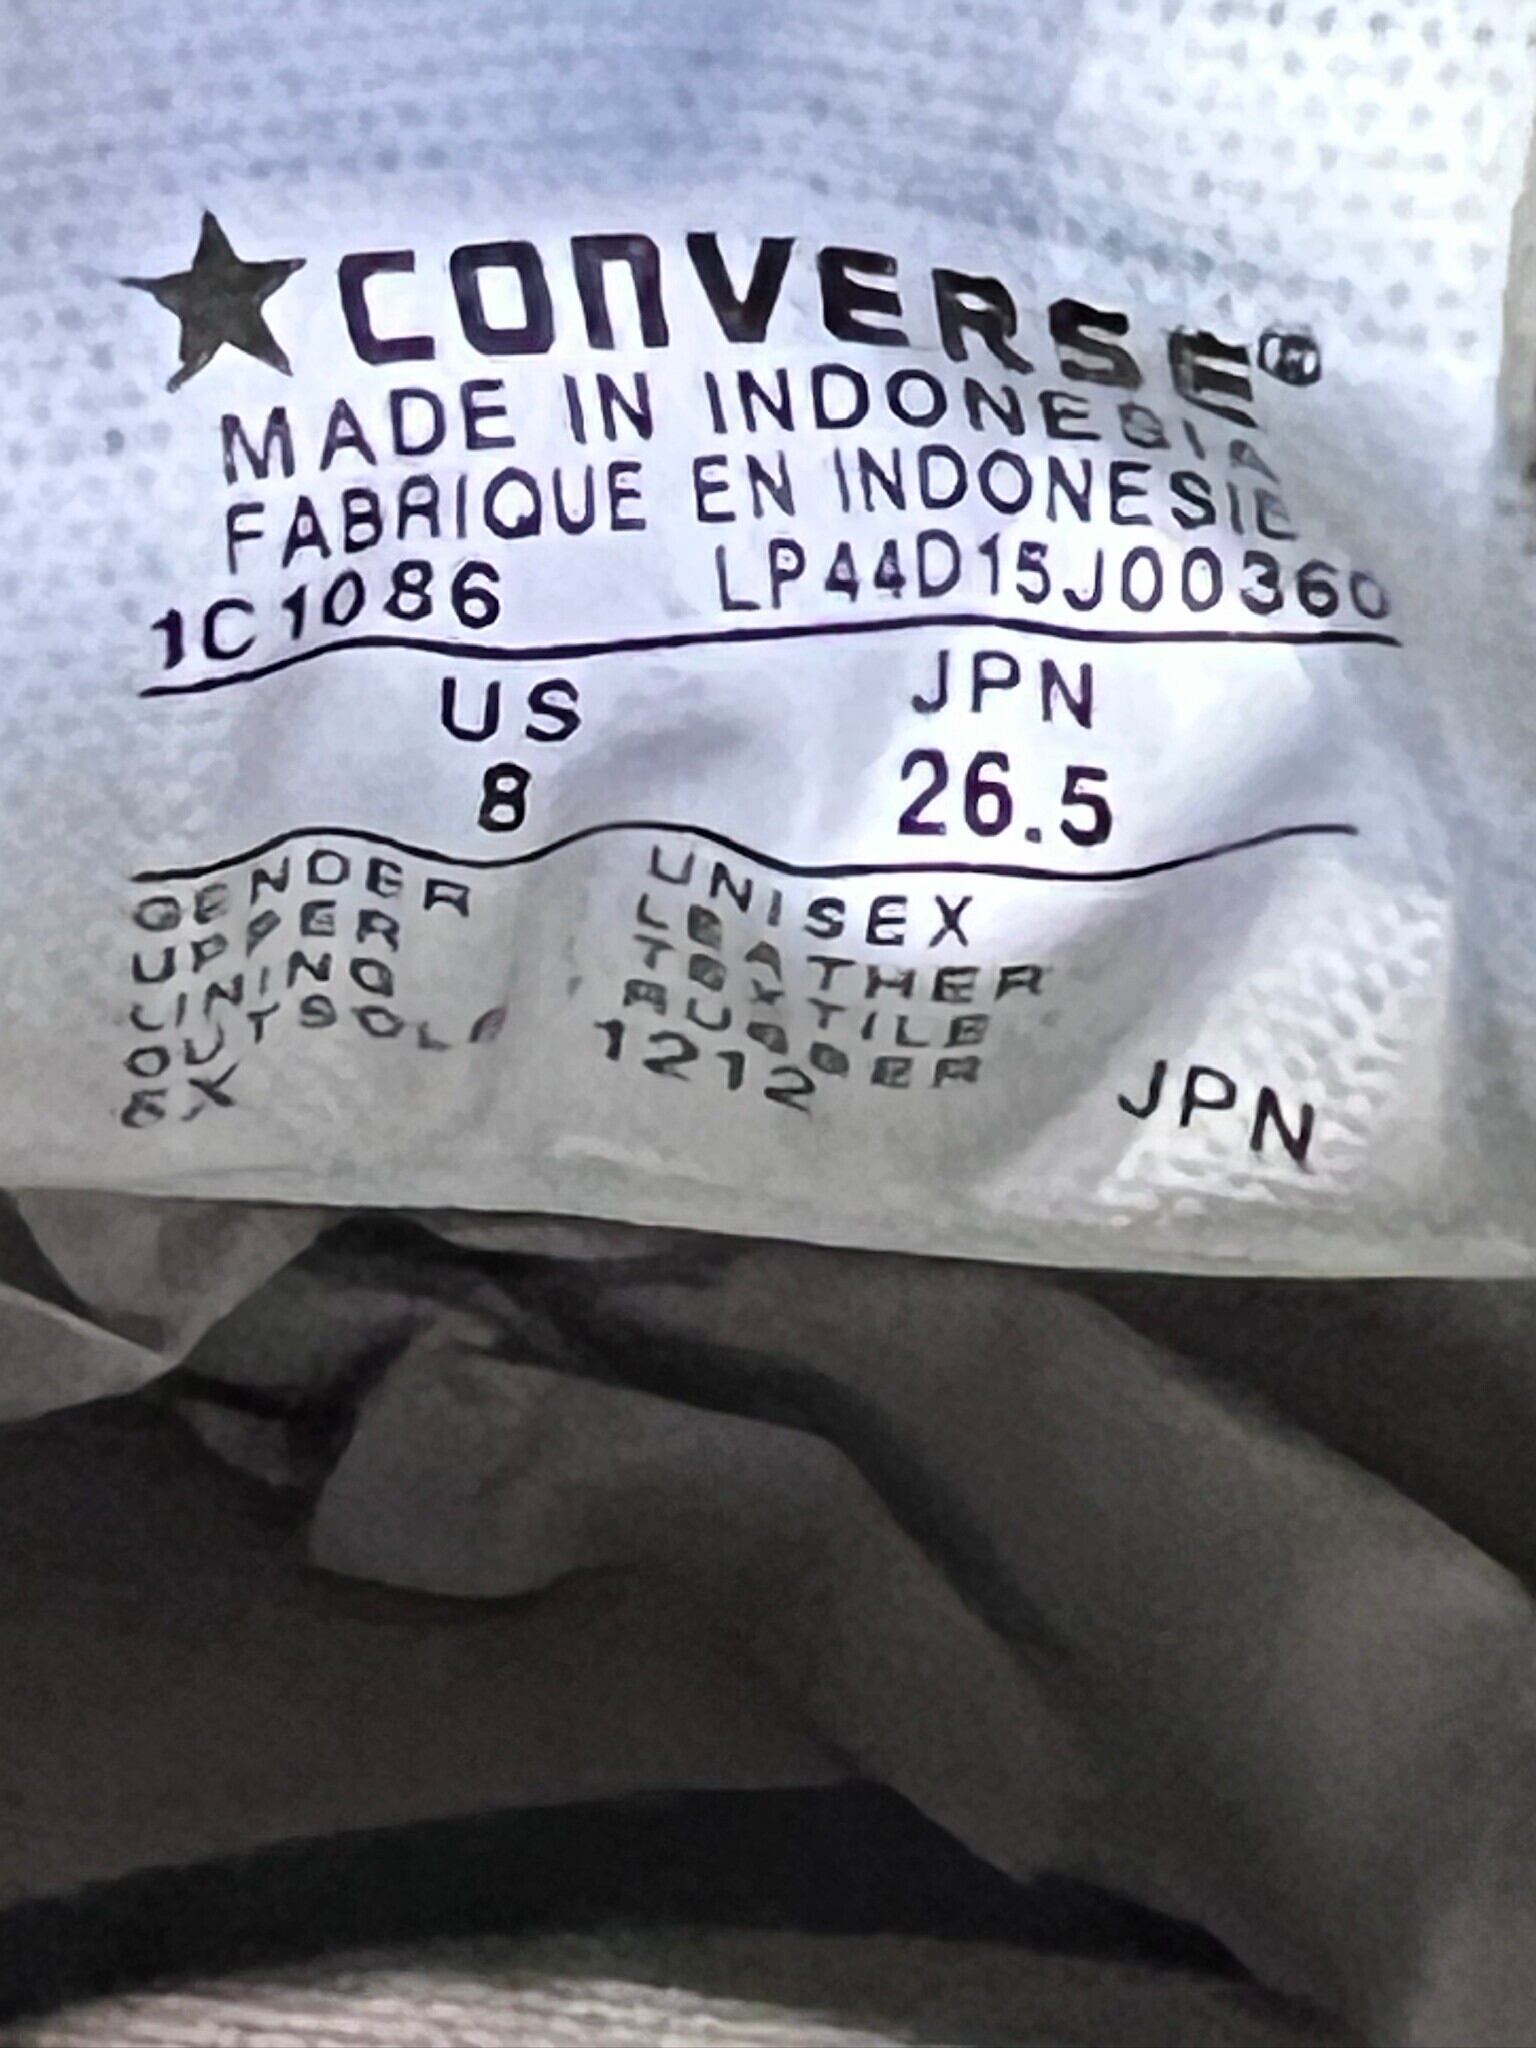 ★ CONVERSE®
MADE IN INDONESIA
FABRIQUE EN INDONESIE
1C1086 LP44D15J00360
US JPN
8 26.5
GENDER UNISEX
UPPER LEATHER
LINING TEXTILE
OUTSOLE RUBBER
EX 1212 JPN